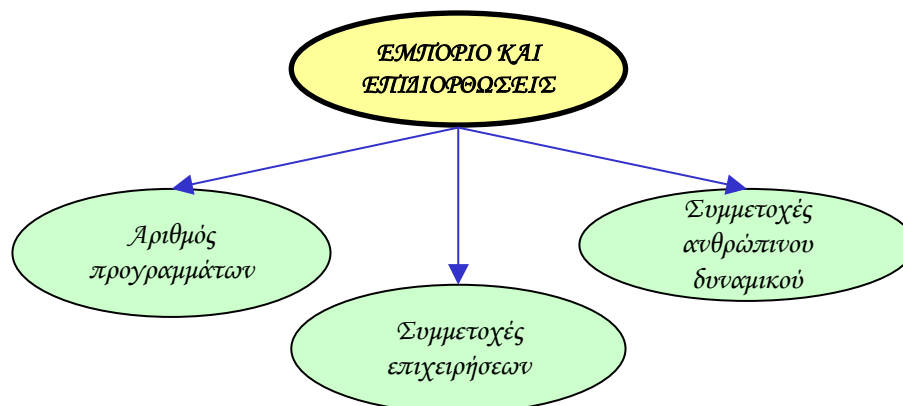 ΕΜΠΟΡΙΟ ΚΑΙ
ΕΠΙΔΙΟΡΘΩΣΕΙΣ
Αριθμός
προγραμμάτων
Συμμετοχές
επιχειρήσεων
Συμμετοχές
ανθρώπινου
δυναμικού